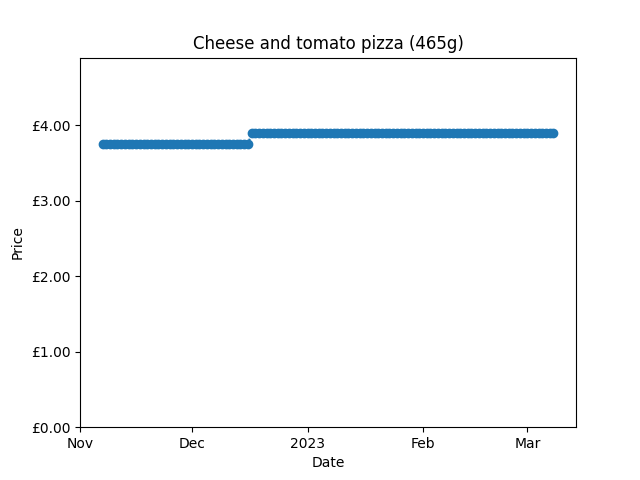 Cheese and tomato pizza (465g)
£4.00
£3.00
£2.00
£1.00
£0.00
Price
Nov
Dec
2023
Feb
Mar
Date